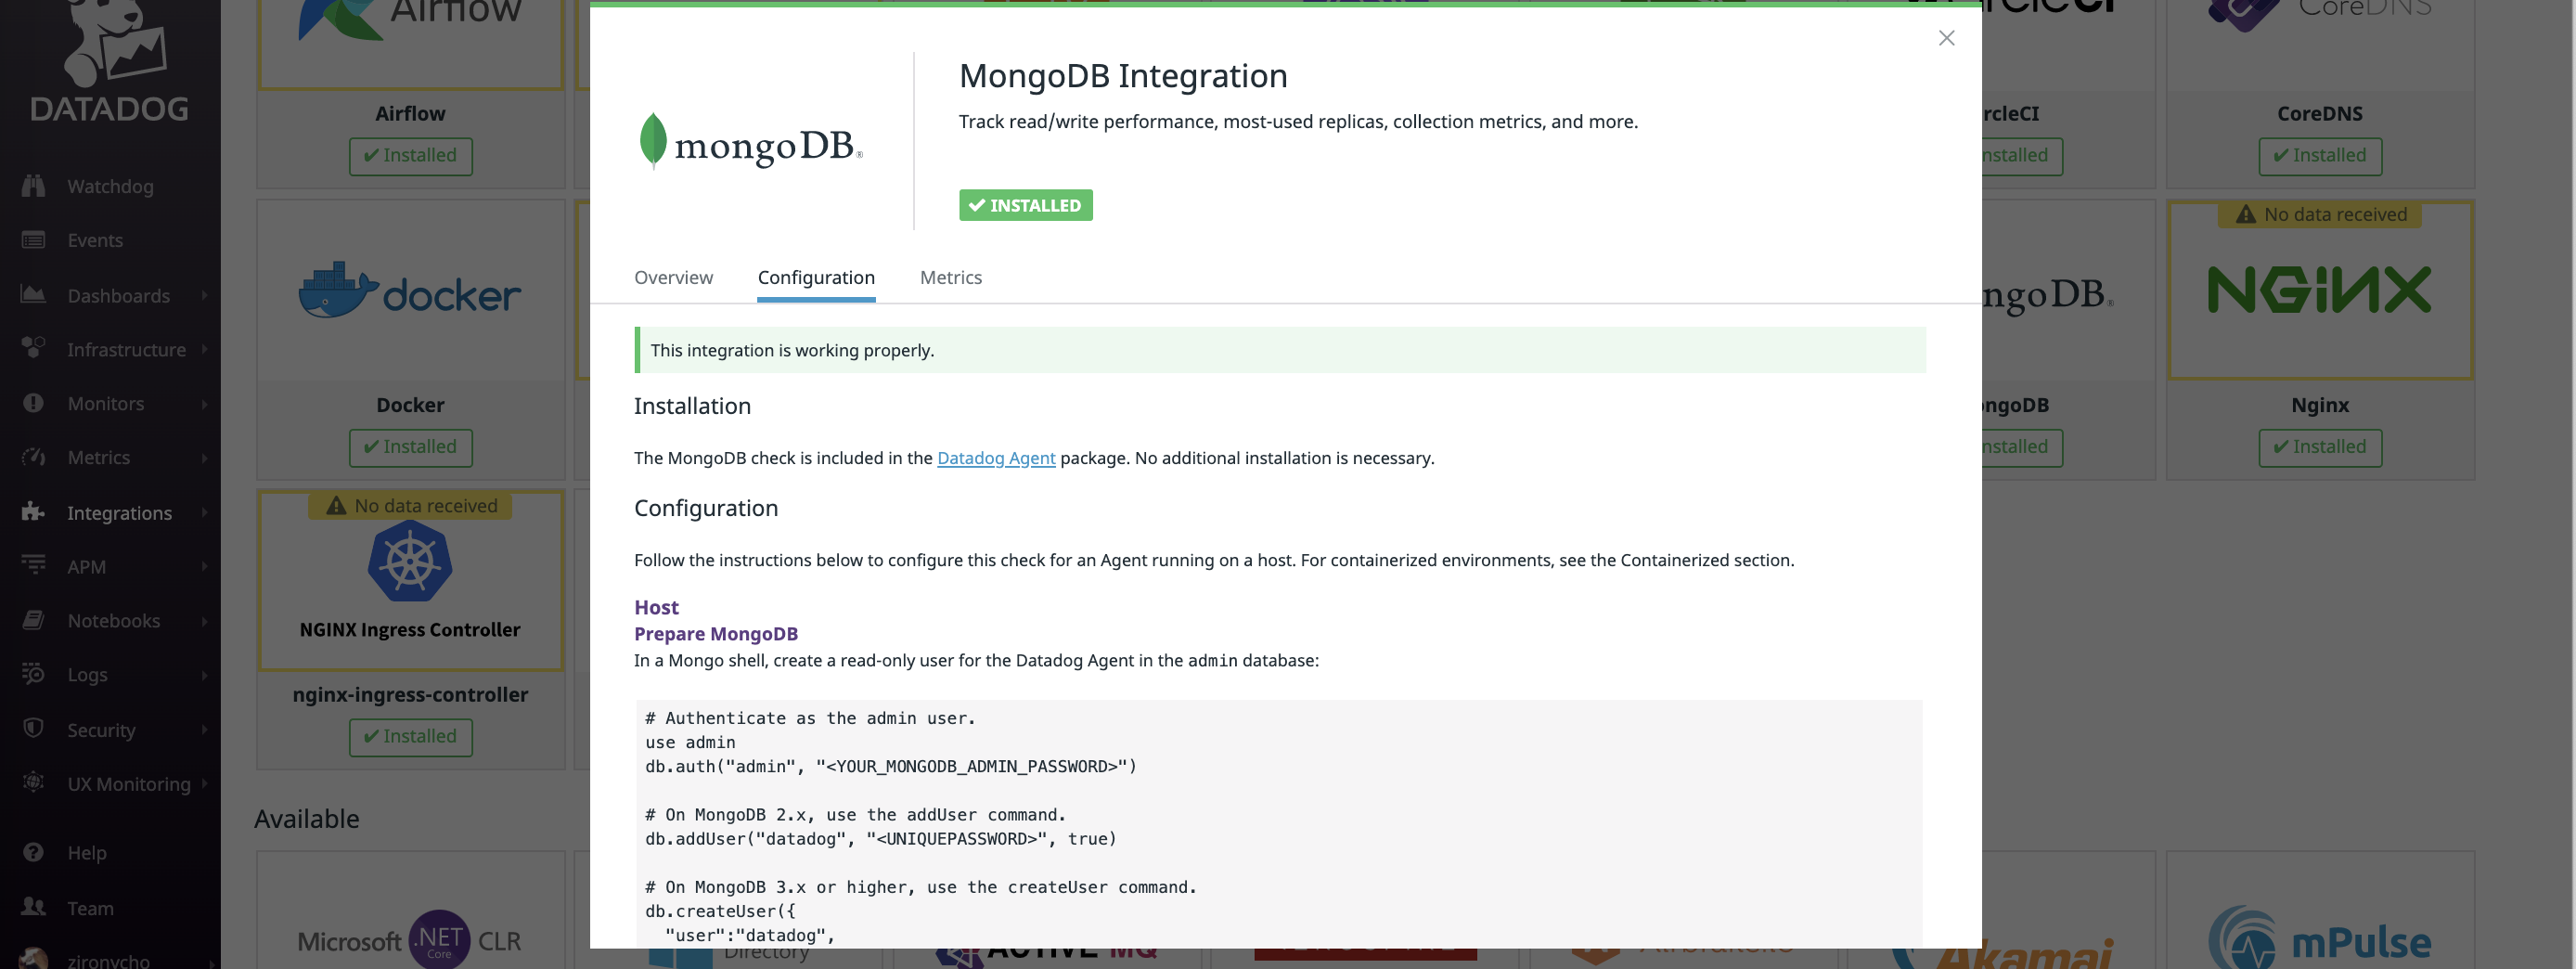 DATADOG
Watchdog
Events
Dashboards
Infrastructure
Monitors
Metrics
Integrations
APM
Notebooks
Logs
Security
UX Monitoring
Help
Team
zironycho
Airflow
Airflow
✔ Installed
docker
Docker
✔ Installed
No data received
NGINX Ingress Controller
nginx-ingress-controller
✔ Installed
Available
Microsoft .NET Core CLR
mongoDB®
MongoDB Integration
Track read/write performance, most-used replicas, collection metrics, and more.
✔ INSTALLED
Overview
Configuration
Metrics
This integration is working properly.
Installation
The MongoDB check is included in the Datadog Agent package. No additional installation is necessary.
Configuration
Follow the instructions below to configure this check for an Agent running on a host. For containerized environments, see the Containerized section.
Host
Prepare MongoDB
In a Mongo shell, create a read-only user for the Datadog Agent in the admin database:
# Authenticate as the admin user.
use admin
db.auth("admin", "<YOUR_MONGODB_ADMIN_PASSWORD>")
# On MongoDB 2.x, use the addUser command.
db.addUser("datadog", "<UNIQUEPASSWORD>", true)
# On MongoDB 3.x or higher, use the createUser command.
db.createUser({
"user":"datadog",
Directory
ACTIVE MQ
CoreDNS
rcleCI
CoreDNS
nstalled
✔ Installed
No data received
ngoDB®
NGINX
ongoDB
Nginx
nstalled
✔ Installed
Akamai
mPulse